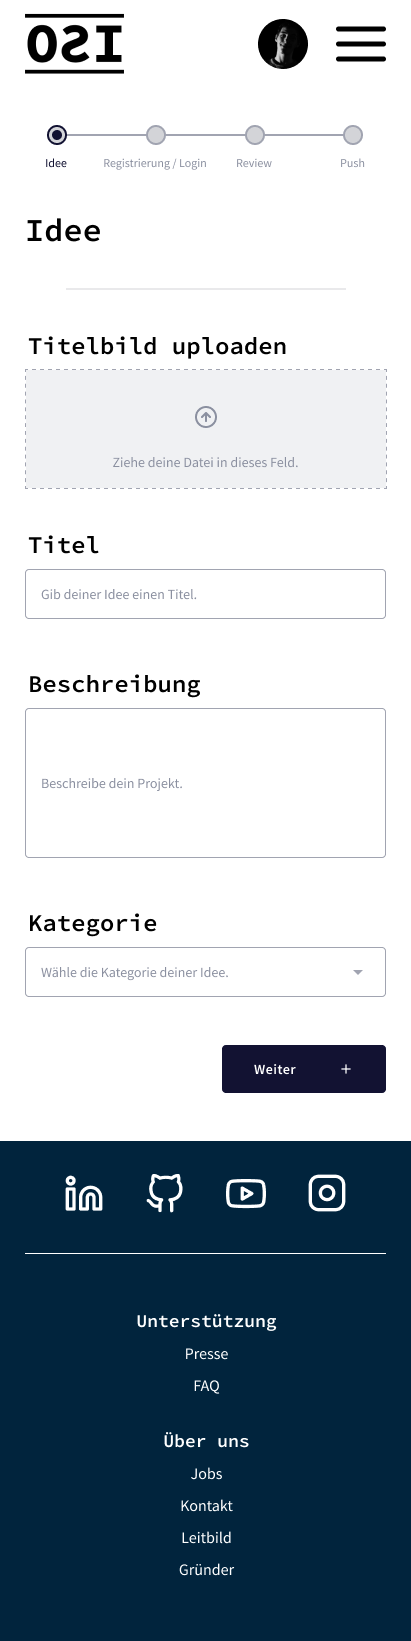 OSI
Idee
Registrierung / Login
Review
Push
Idee
Titelbild uploaden
Ziehe deine Datei in dieses Feld.
Titel
Gib deiner Idee einen Titel.
Beschreibung
Beschreibe dein Projekt.
Kategorie
Wähle die Kategorie deiner Idee.
Weiter +
Unterstützung
Presse
FAQ
Über uns
Jobs
Kontakt
Leitbild
Gründer